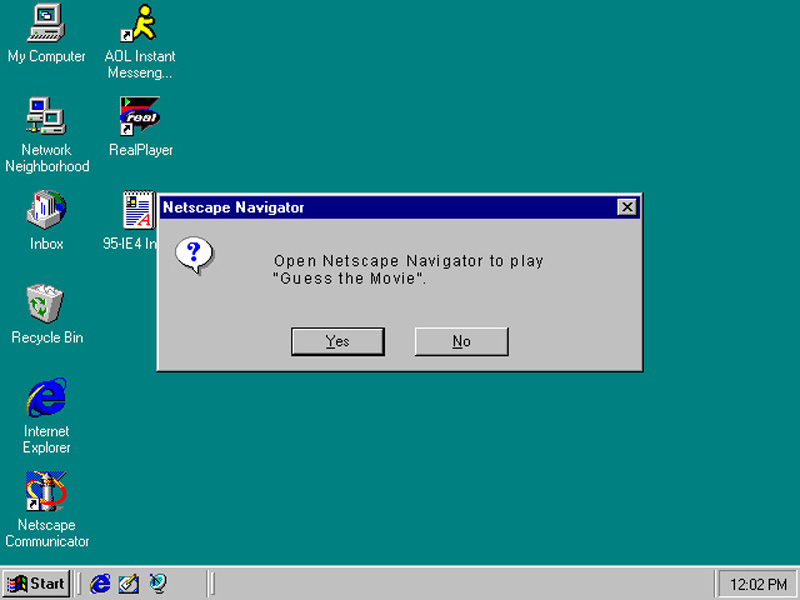 My Computer
AOL Instant
Messeng...
Network
Neighborhood
real
RealPlayer
Inbox
95-IE4 In
Recycle Bin
Internet
Explorer
Netscape
Communicator
Netscape Navigator
?
Open Netscape Navigator to play
"Guess the Movie".
Yes
No
Start
12:02 PM